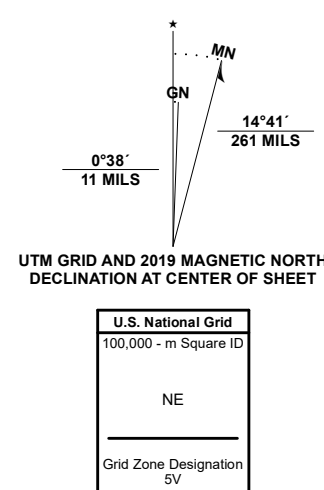 ★
MN
GN
14°41´
261 MILS
0°38´
11 MILS
UTM GRID AND 2019 MAGNETIC NORTH
DECLINATION AT CENTER OF SHEET
U.S. National Grid
100,000 - m Square ID
NE
Grid Zone Designation
5V